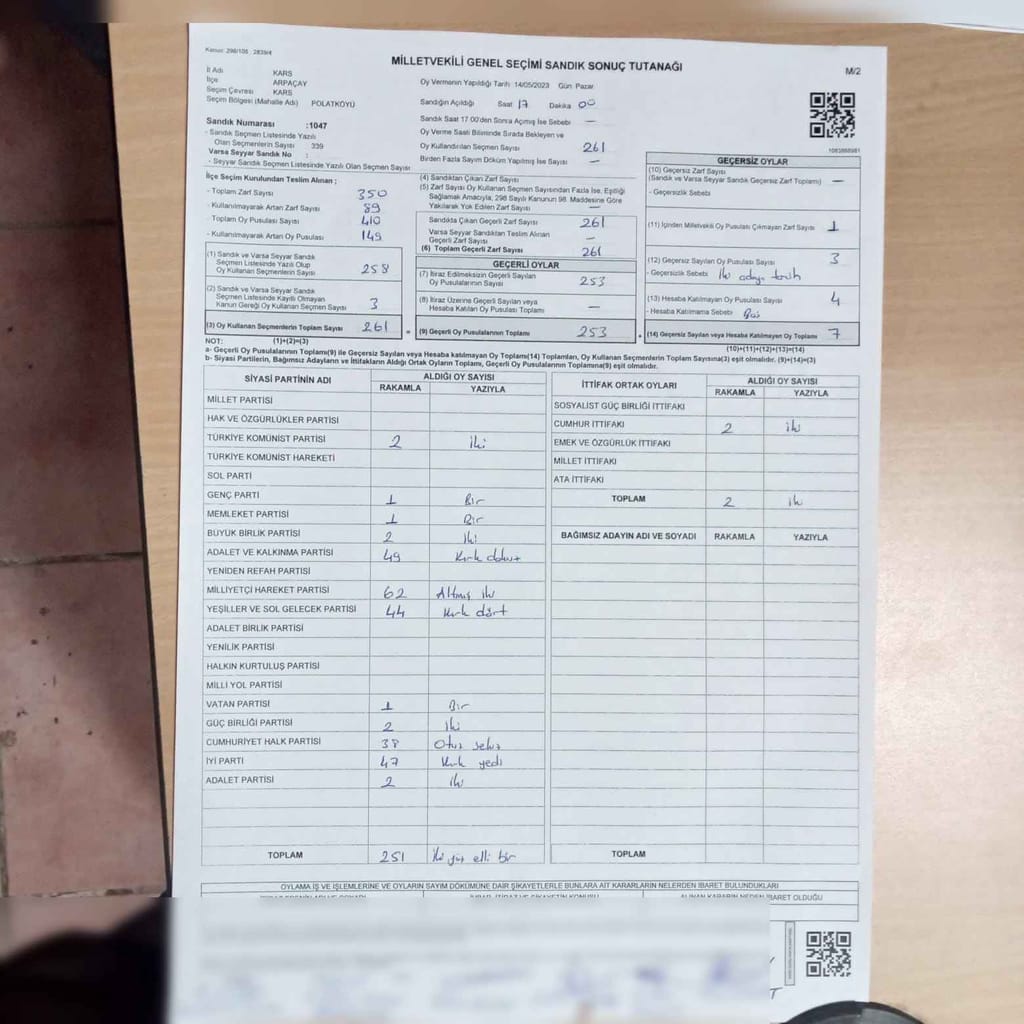 Kanun: 298/105 - 2839/4
MİLLETVEKİLİ GENEL SEÇİMİ SANDIK SONUÇ TUTANAĞI
M/2
İl Adı KARS
İlçe ARPAÇAY
Seçim Çevresi KARS
Seçim Bölgesi (Mahalle Adı) POLATKÖYÜ
Sandık Numarası :1047
- Sandık Seçmen Listesinde Yazılı
Olan Seçmenlerin Sayısı 339
Varsa Seyyar Sandık No :
- Seyyar Sandık Listesinde Yazılı Olan Seçmen Sayısı
Oy Vermenin Yapıldığı Tarih 14/05/2023 Gün Pazar
Sandığın Açıldığı Saat 17 Dakika 00
Sandık Saat 17.00'den Sonra Açılmış İse Sebebi —
Oy Verme Saati Bitiminde Sırada Bekleyen ve
Oy Kullandırılan Seçmen Sayısı 261
Birden Fazla Sayım Döküm Yapılmış İse Sayısı —
1083868981
İlçe Seçim Kurulundan Teslim Alınan ;
- Toplam Zarf Sayısı 350
- Kullanılmayarak Artan Zarf Sayısı 89
- Toplam Oy Pusulası Sayısı 410
- Kullanılmayarak Artan Oy Pusulası 149
(1) Sandık ve Varsa Seyyar Sandık
Seçmen Listesinde Yazılı Olup
Oy Kullanan Seçmenlerin Sayısı 258
(2) Sandık ve Varsa Seyyar Sandık
Seçmen Listesinde Kayıtlı Olmayan
Kanun Gereği Oy Kullanan Seçmen Sayısı 3
(3) Oy Kullanan Seçmenlerin Toplam Sayısı 261
(4) Sandıktan Çıkan Zarf Sayısı
(5) Zarf Sayısı Oy Kullanan Seçmen Sayısından Fazla İse, Eşitliği
Sağlamak Amacıyla, 298 Sayılı Kanunun 98. Maddesine Göre
Yakılarak Yok Edilen Zarf Sayısı —
Sandıkta Çıkan Geçerli Zarf Sayısı 261
Varsa Seyyar Sandıktan Teslim Alınan
Geçerli Zarf Sayısı —
(6) Toplam Geçerli Zarf Sayısı 261
GEÇERLİ OYLAR
(7) İtiraz Edilmeksizin Geçerli Sayılan
Oy Pusulalarının Sayısı 253
(8) İtiraz Üzerine Geçerli Sayılan veya
Hesaba Katılan Oy Pusulası Toplamı —
= (9) Geçerli Oy Pusulalarının Toplamı 253
GEÇERSİZ OYLAR
(10) Geçersiz Zarf Sayısı
(Sandık ve Varsa Seyyar Sandık Geçersiz Zarf Toplamı) —
- Geçersizlik Sebebi
(11) İçinden Milletvekili Oy Pusulası Çıkmayan Zarf Sayısı 1
(12) Geçersiz Oy Pusulası Sayısı 3
- Geçersizlik Sebebi İki
(13) Hesaba Katılmayan Oy Pusulası Sayısı 4
- Hesaba Katılmama Sebebi Boş
+ (14) Geçersiz Sayılan veya Hesaba Katılmayan Oy Toplamı 7
NOT: (1)+(2)=(3) (10)+(11)+(12)+(13)=(14)
a- Geçerli Oy Pusulalarının Toplamı(9) ile Geçersiz Sayılan veya Hesaba katılmayan Oy Toplam(14) Toplamları, Oy Kullanan Seçmenlerin Toplam Sayısına(3) eşit olmalıdır. (9)+(14)=(3)
b- Siyasi Partilerin, Bağımsız Adayların ve İttifakların Aldığı Ortak Oyların Toplamı, Geçerli Oy Pusulalarının Toplamına(9) eşit olmalıdır.
SİYASİ PARTİNİN ADI ALDIĞI OY SAYISI
RAKAMLA YAZIYLA
MİLLET PARTİSİ
HAK VE ÖZGÜRLÜKLER PARTİSİ
TÜRKİYE KOMÜNİST PARTİSİ 2 İki
TÜRKİYE KOMÜNİST HAREKETİ
SOL PARTİ
GENÇ PARTİ 1 Bir
MEMLEKET PARTİSİ 1 Bir
BÜYÜK BİRLİK PARTİSİ 2 İki
ADALET VE KALKINMA PARTİSİ 49 Kırk dokuz
YENİDEN REFAH PARTİSİ
MİLLİYETÇİ HAREKET PARTİSİ 62 Altmış iki
YEŞİLLER VE SOL GELECEK PARTİSİ 44 Kırk dört
ADALET BİRLİK PARTİSİ
YENİLİK PARTİSİ
HALKIN KURTULUŞ PARTİSİ
MİLLİ YOL PARTİSİ
VATAN PARTİSİ 1 Bir
GÜÇ BİRLİĞİ PARTİSİ 2 İki
CUMHURİYET HALK PARTİSİ 38 Otuz sekiz
İYİ PARTİ 47 Kırk yedi
ADALET PARTİSİ 2 İki
TOPLAM 251 İki yüz elli bir
İTTİFAK ORTAK OYLARI ALDIĞI OY SAYISI
RAKAMLA YAZIYLA
SOSYALİST GÜÇ BİRLİĞİ İTTİFAKI
CUMHUR İTTİFAKI 2 iki
EMEK VE ÖZGÜRLÜK İTTİFAKI
MİLLET İTTİFAKI
ATA İTTİFAKI
TOPLAM 2 iki
BAĞIMSIZ ADAYIN ADI VE SOYADI RAKAMLA YAZIYLA
TOPLAM
OYLAMA İŞ VE İŞLEMLERİNE VE OYLARIN SAYIM DÖKÜMÜNE DAİR ŞİKAYETLERLE BUNLARA AİT KARARLARIN NELERDEN İBARET BULUNDUKLARI
ALINAN KARARIN NEDEN İBARET OLDUĞU